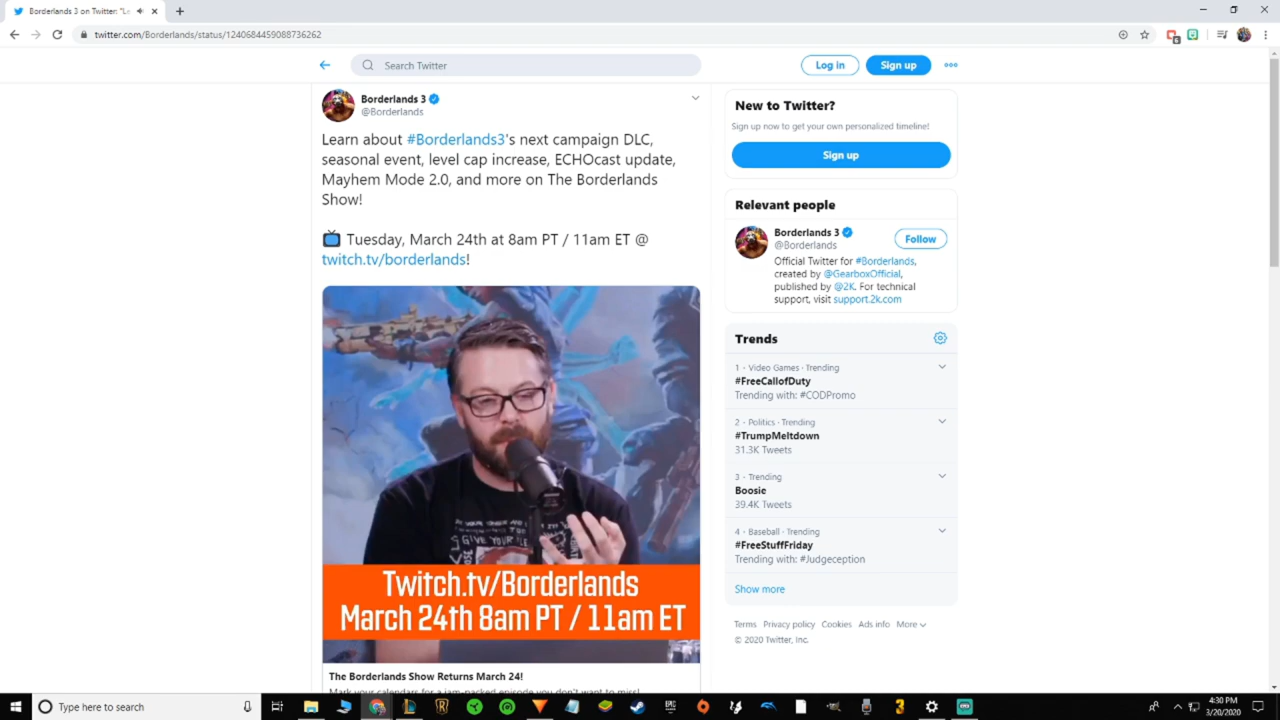 Borderlands 3 on Twitter: "Le
twitter.com/Borderlands/status/1240684459088736262
Search Twitter
Log in
Sign up
Borderlands 3
@Borderlands
Learn about #Borderlands3's next campaign DLC,
seasonal event, level cap increase, ECHOcast update,
Mayhem Mode 2.0, and more on The Borderlands
Show!
Tuesday, March 24th at 8am PT / 11am ET @
twitch.tv/borderlands!
GIVE YOUR
Twitch.tv/Borderlands
March 24th 8am PT / 11am ET
The Borderlands Show Returns March 24!
Mark your calendars for a jam-packed episode you don't want to miss!
New to Twitter?
Sign up now to get your own personalized timeline!
Sign up
Relevant people
Borderlands 3
@Borderlands
Follow
Official Twitter for #Borderlands,
created by @GearboxOfficial,
published by @2K. For technical
support, visit support.2k.com
Trends
1 · Video Games · Trending
#FreeCallofDuty
Trending with: #CODPromo
2 · Politics · Trending
#TrumpMeltdown
31.3K Tweets
3 · Trending
Boosie
39.4K Tweets
4 · Baseball · Trending
#FreeStuffFriday
Trending with: #Judgeception
Show more
Terms Privacy policy Cookies Ads info More
© 2020 Twitter, Inc.
Type here to search
4:30 PM
3/20/2020